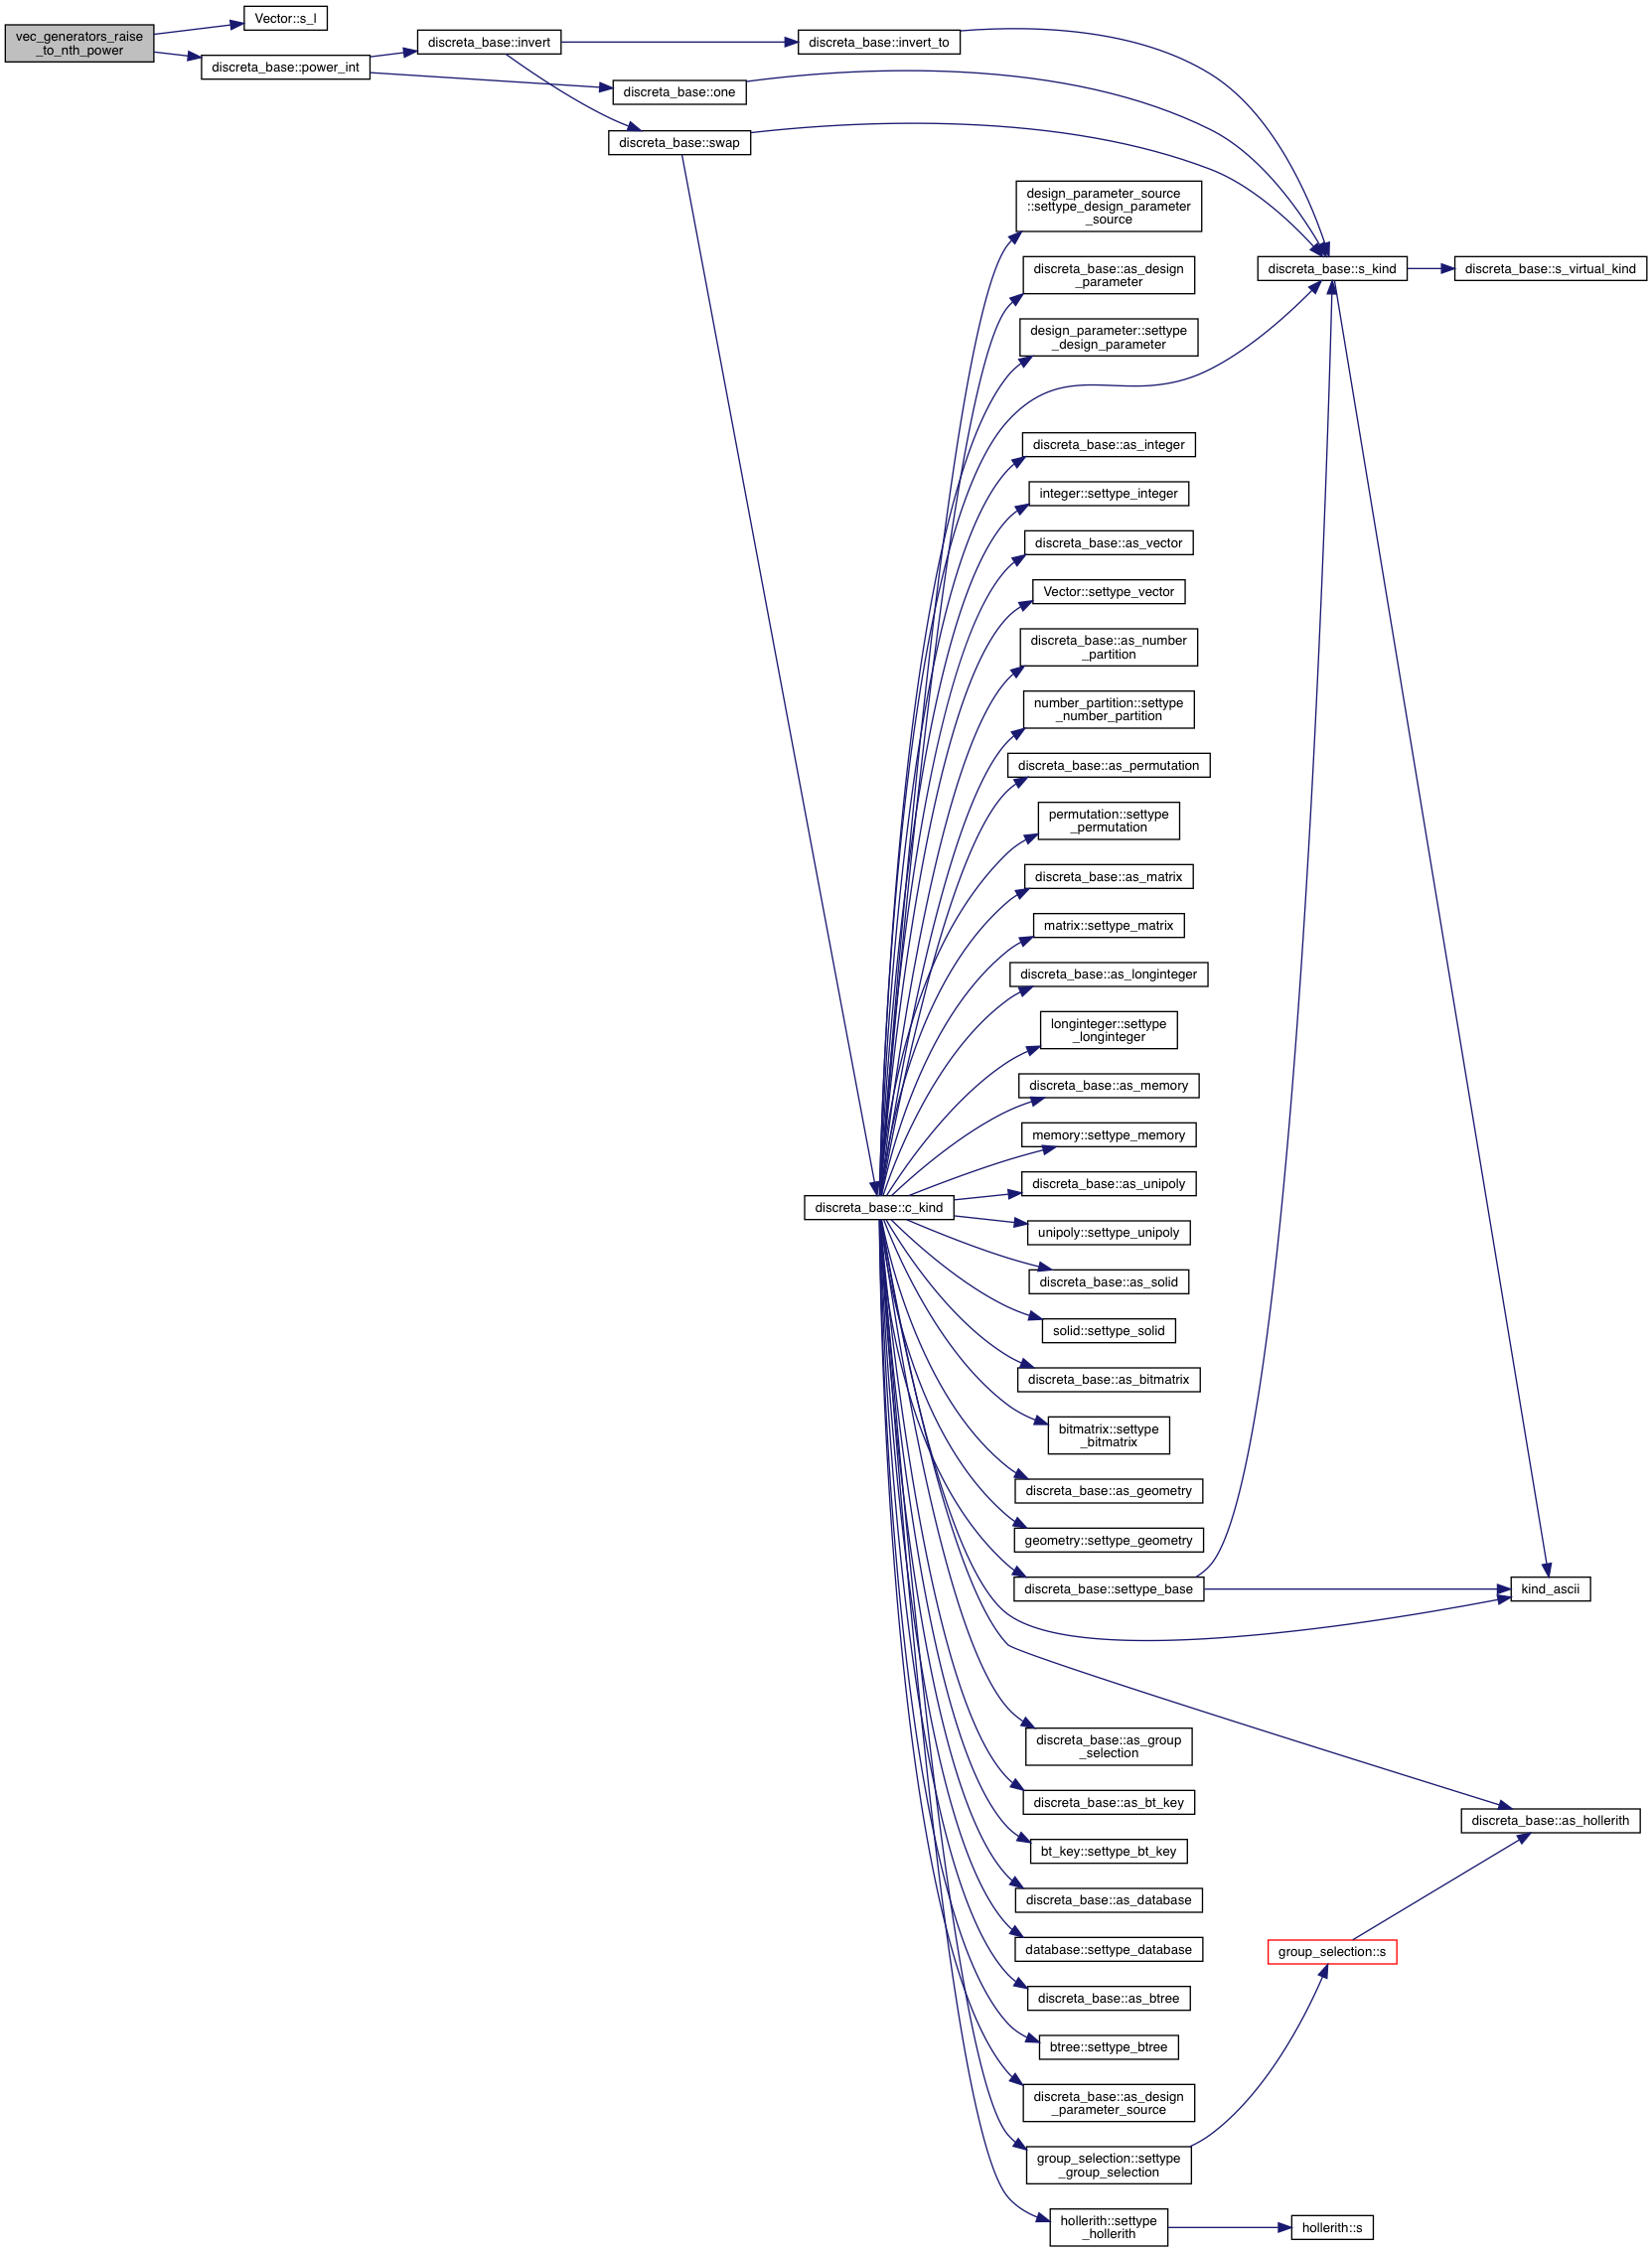 vec_generators_raise
_to_nth_power
Vector::s_l
discreta_base::power_int
discreta_base::invert
discreta_base::invert_to
discreta_base::one
discreta_base::swap
design_parameter_source
::settype_design_parameter
_source
discreta_base::as_design
_parameter
discreta_base::s_kind
discreta_base::s_virtual_kind
design_parameter::settype
_design_parameter
discreta_base::as_integer
integer::settype_integer
discreta_base::as_vector
Vector::settype_vector
discreta_base::as_number
_partition
number_partition::settype
_number_partition
discreta_base::as_permutation
permutation::settype
_permutation
discreta_base::as_matrix
matrix::settype_matrix
discreta_base::as_longinteger
longinteger::settype
_longinteger
discreta_base::as_memory
memory::settype_memory
discreta_base::as_unipoly
discreta_base::c_kind
unipoly::settype_unipoly
discreta_base::as_solid
solid::settype_solid
discreta_base::as_bitmatrix
bitmatrix::settype
_bitmatrix
discreta_base::as_geometry
geometry::settype_geometry
discreta_base::settype_base
kind_ascii
discreta_base::as_group
_selection
discreta_base::as_bt_key
discreta_base::as_hollerith
bt_key::settype_bt_key
discreta_base::as_database
database::settype_database
group_selection::s
discreta_base::as_btree
btree::settype_btree
discreta_base::as_design
_parameter_source
group_selection::settype
_group_selection
hollerith::settype
_hollerith
hollerith::s